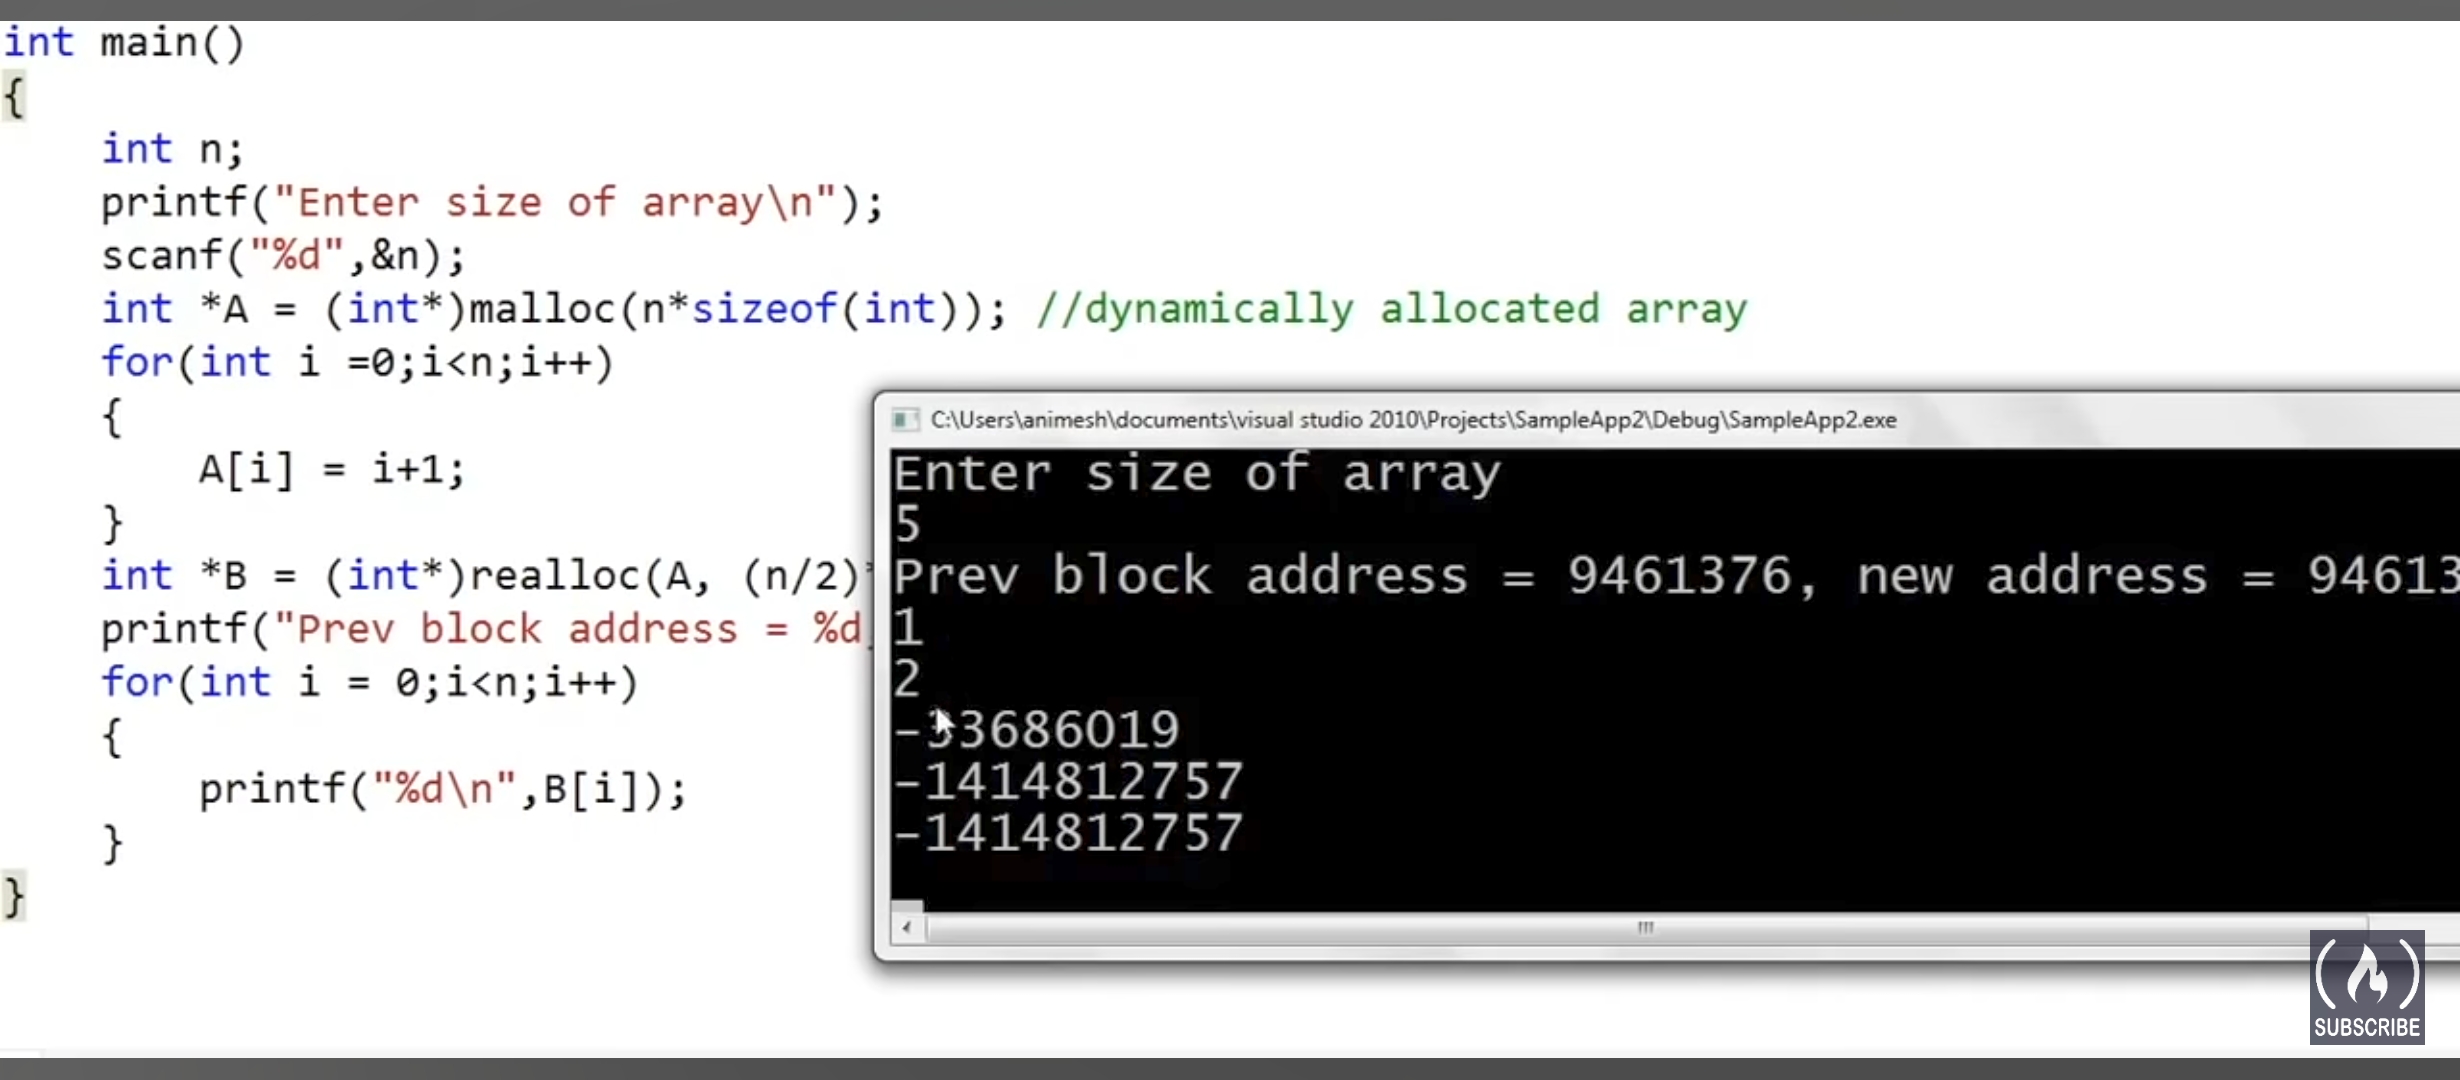 int main()
{
int n;
printf("Enter size of array\n");
scanf("%d",&n);
int *A = (int*)malloc(n*sizeof(int)); //dynamically allocated array
for(int i =0;i<n;i++)
{
A[i] = i+1;
}
int *B = (int*)realloc(A, (n/2)*
printf("Prev block address = %d
for(int i = 0;i<n;i++)
{
printf("%d\n",B[i]);
}
}
C:\Users\animesh\documents\visual studio 2010\Projects\SampleApp2\Debug\SampleApp2.exe
Enter size of array
5
Prev block address = 9461376, new address = 94613
1
2
-33686019
-1414812757
-1414812757
SUBSCRIBE